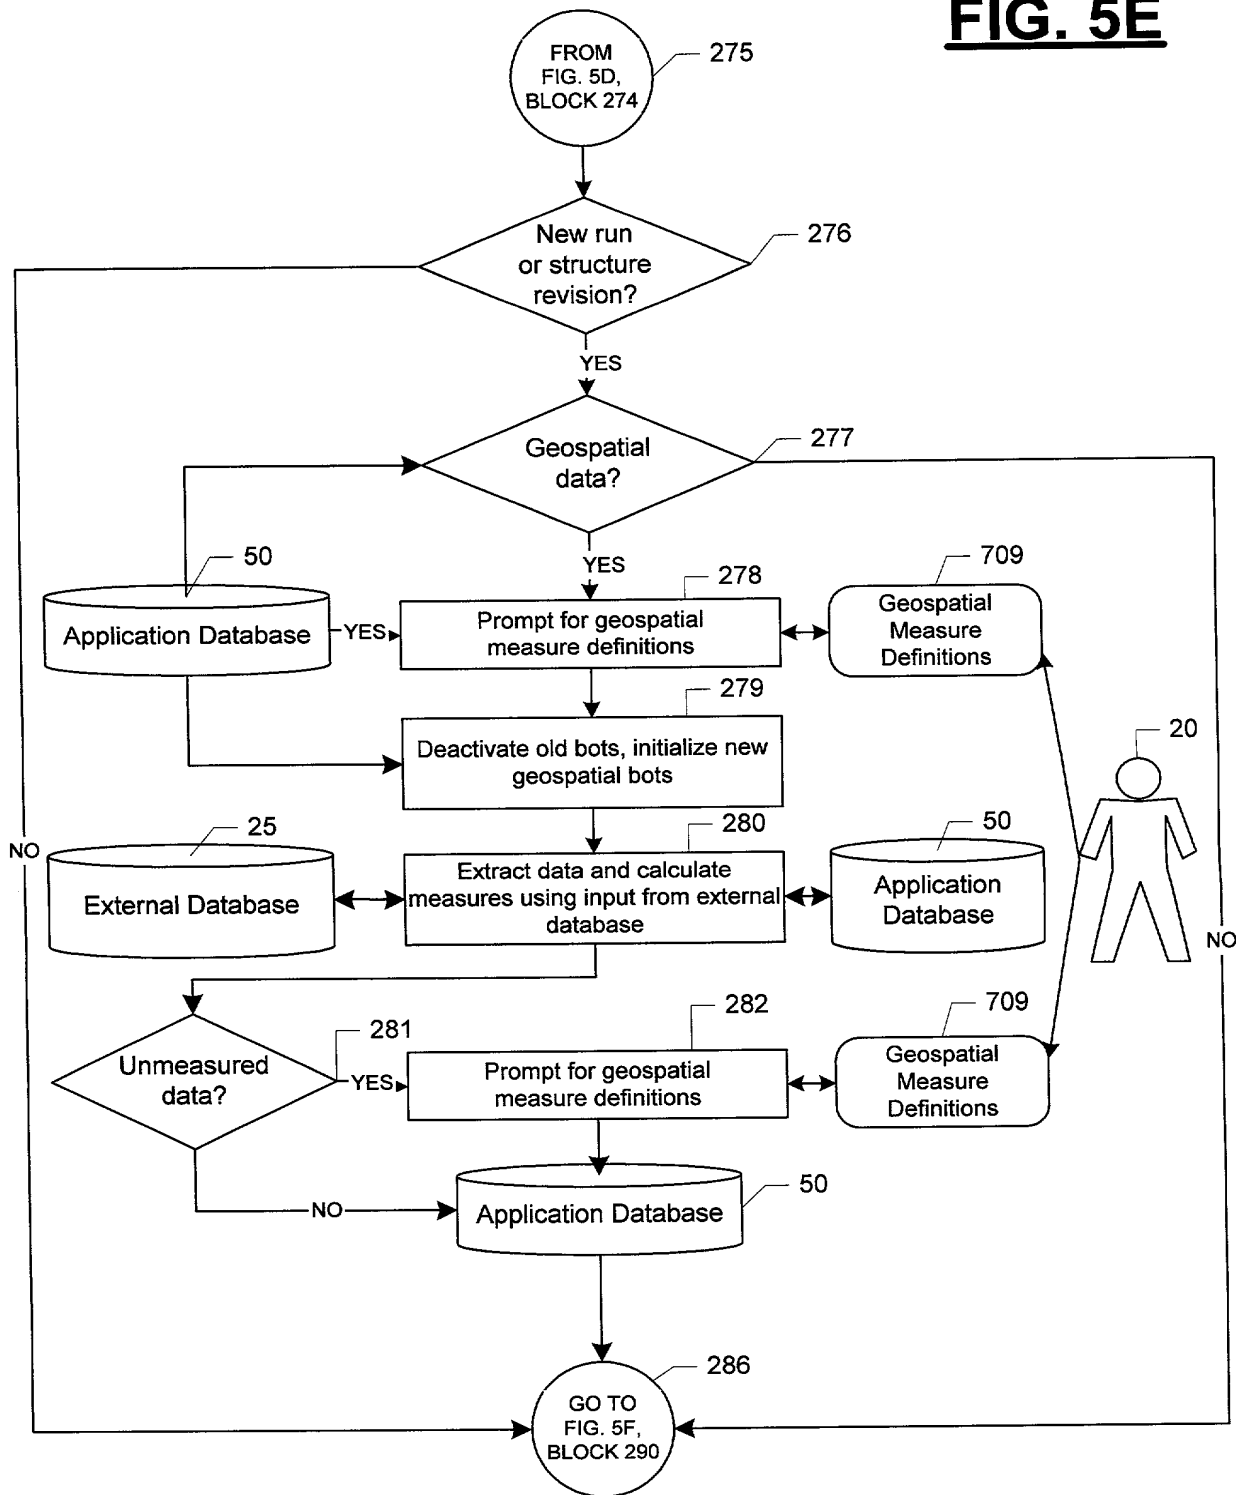 FIG. 5E
FROM
FIG. 5D,
BLOCK 274
275
New run
or structure
revision?
276
YES
Geospatial
data?
277
YES
50
Application Database
YES
278
Prompt for geospatial
measure definitions
709
Geospatial
Measure
Definitions
279
Deactivate old bots, initialize new
geospatial bots
20
NO
25
External Database
280
Extract data and calculate
measures using input from external
database
50
Application
Database
NO
Unmeasured
data?
281
YES
282
Prompt for geospatial
measure definitions
709
Geospatial
Measure
Definitions
NO
Application Database
50
GO TO
FIG. 5F,
BLOCK 290
286